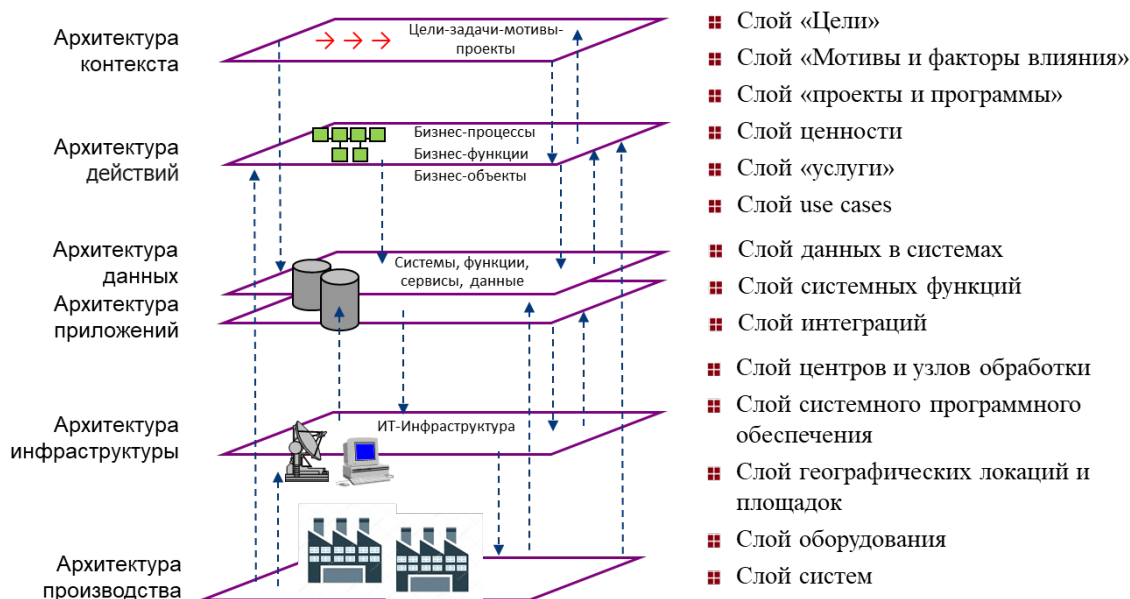 Архитектура
контекста
Цели-задачи-мотивы-
проекты
Архитектура
действий
Бизнес-процессы
Бизнес-функции
Бизнес-объекты
Архитектура
данных
Системы, функции,
сервисы, данные
Архитектура
приложений
Архитектура
инфраструктуры
ИТ-Инфраструктура
Архитектура
производства
Слой «Цели»
Слой «Мотивы и факторы влияния»
Слой «проекты и программы»
Слой ценности
Слой «услуги»
Слой use cases
Слой данных в системах
Слой системных функций
Слой интеграций
Слой центров и узлов обработки
Слой системного программного
обеспечения
Слой географических локаций и
площадок
Слой оборудования
Слой систем